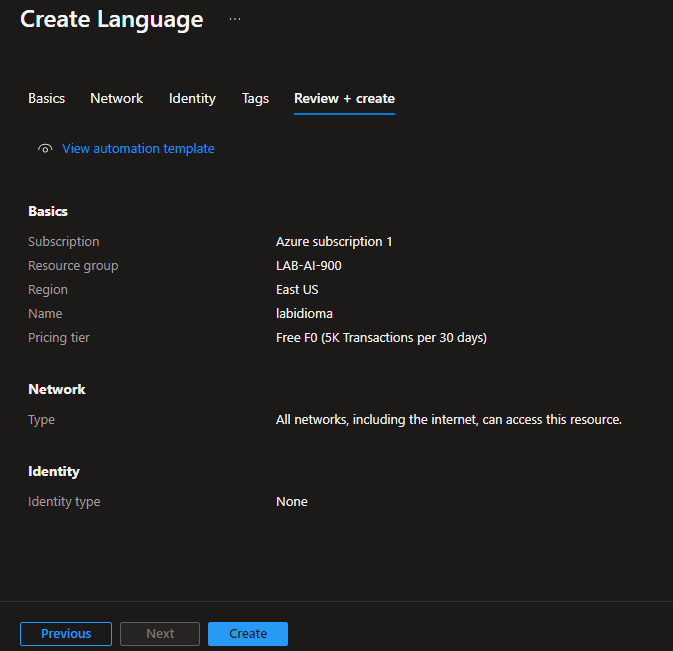 Create Language ...
Basics Network Identity Tags Review + create
View automation template
Basics
Subscription Azure subscription 1
Resource group LAB-AI-900
Region East US
Name labidioma
Pricing tier Free F0 (5K Transactions per 30 days)
Network
Type All networks, including the internet, can access this resource.
Identity
Identity type None
Previous Next Create